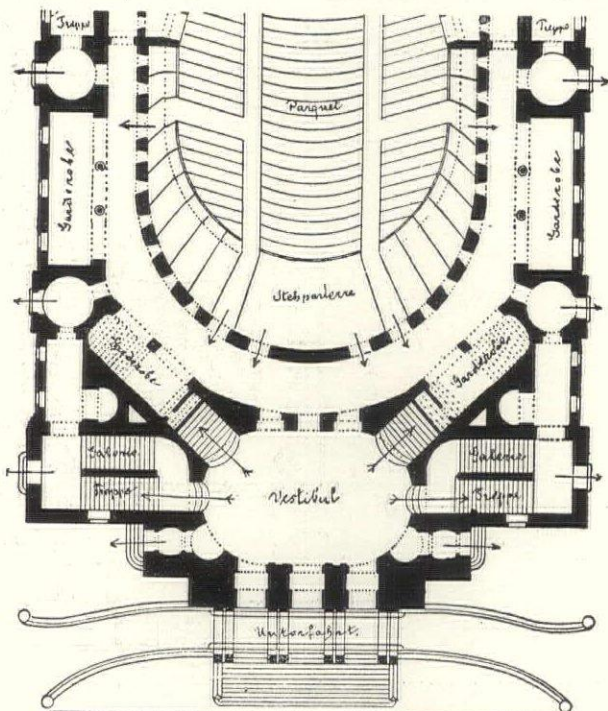 Treppe
Treppe
Parquet
Garderobe
Garderobe
Stehparterre
Garderobe
Garderobe
Galerie
Treppe
Vestibul
Galerie
Treppe
Unterfahrt.